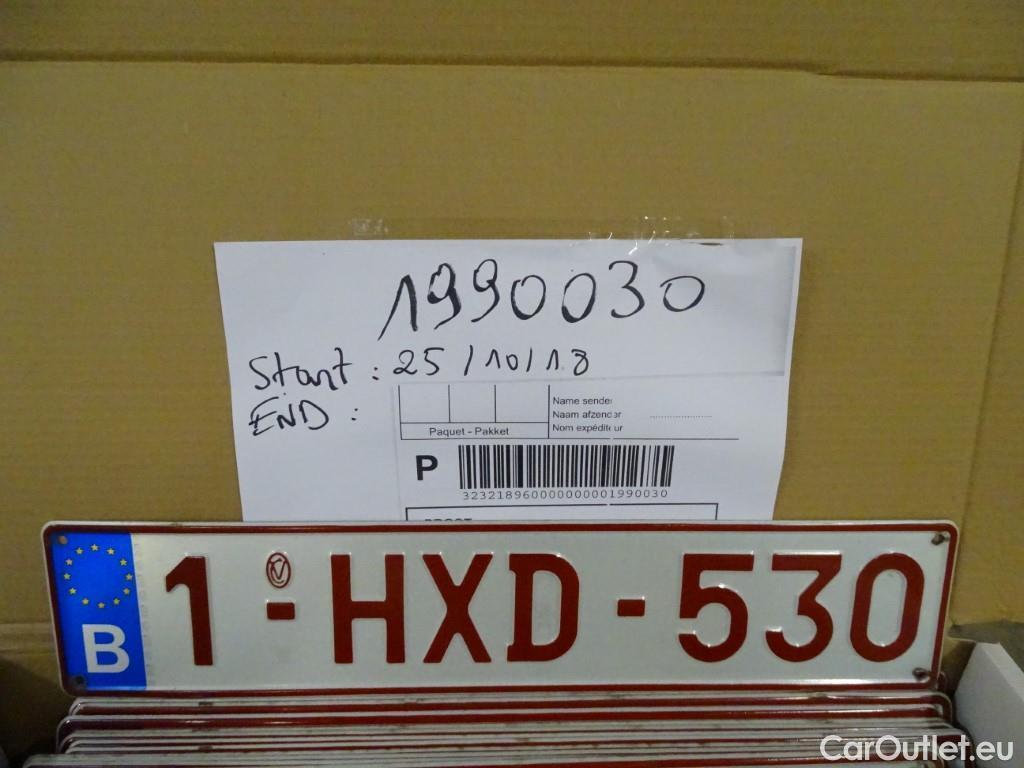 1990030
Start : 25/10/18
END :
Name sender
Naam afzender
Nom expéditeur
Paquet - Pakket
P
323218960000000001990030
B 1-HXD-530
CarOutlet.eu